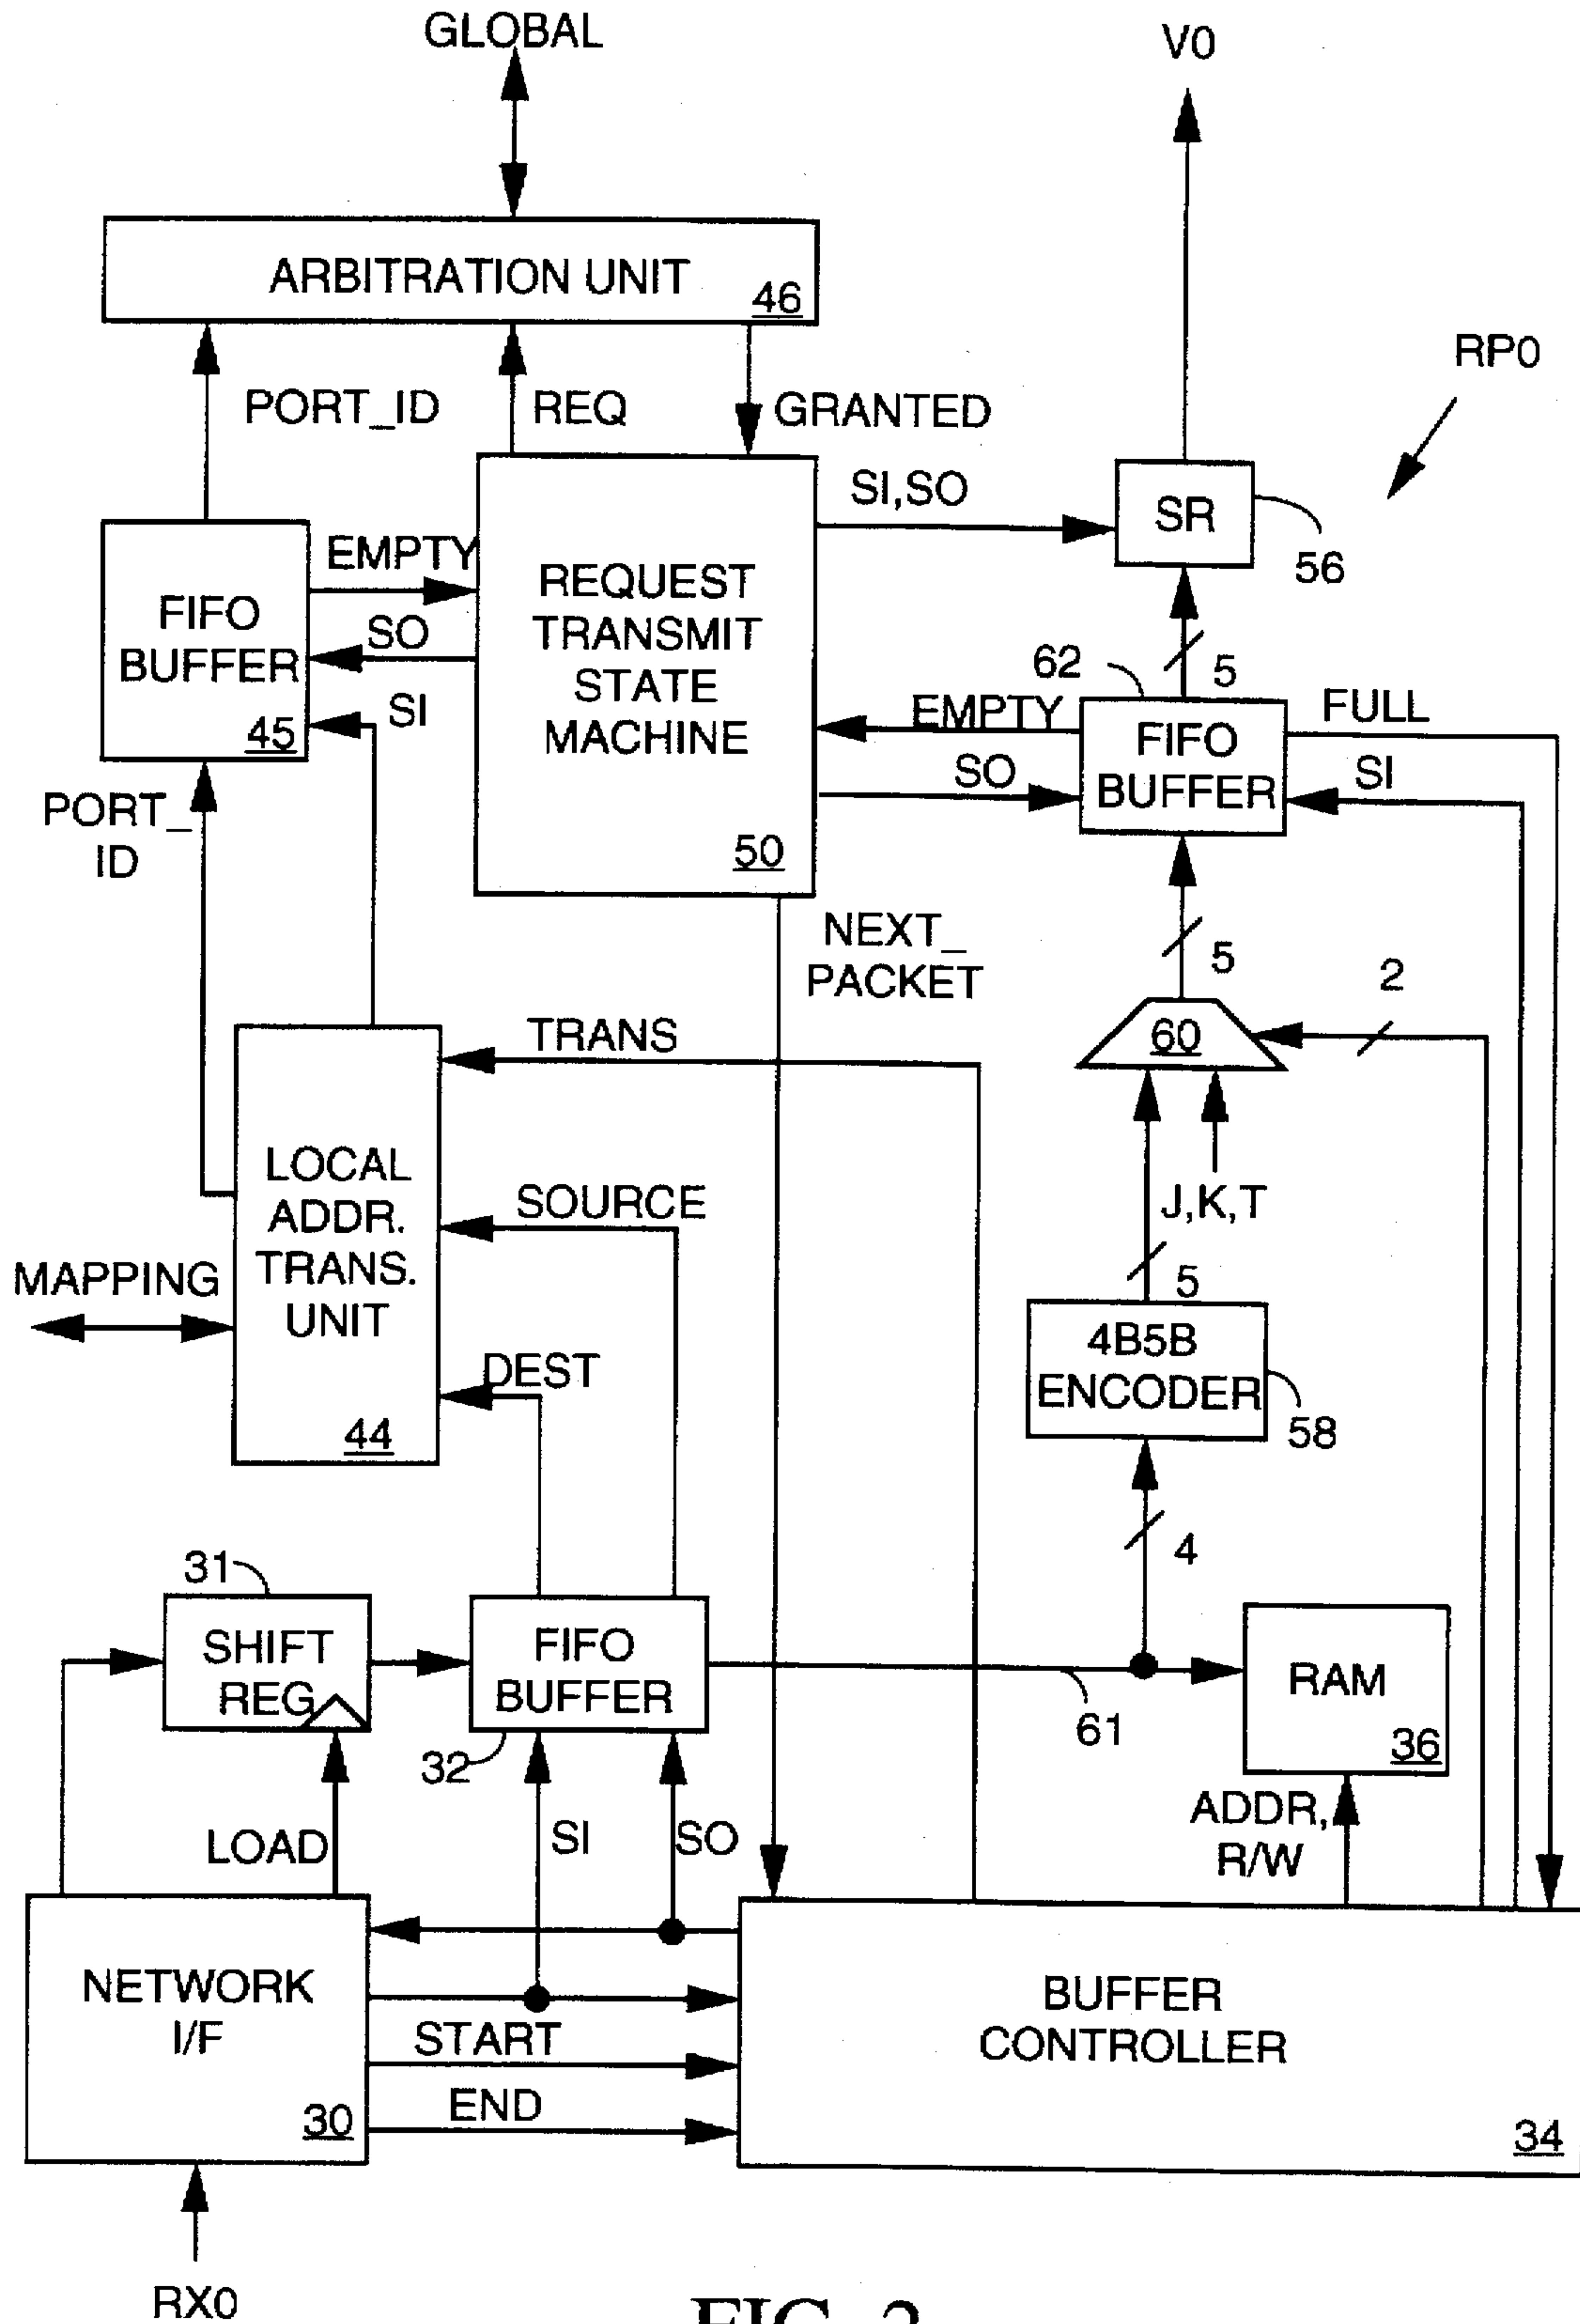 GLOBAL
V0
ARBITRATION UNIT
46
RP0
PORT_ID
REQ
GRANTED
SI,SO
SR
56
FIFO
BUFFER
45
EMPTY
SO
SI
REQUEST
TRANSMIT
STATE
MACHINE
50
62
5
EMPTY
SO
FIFO
BUFFER
FULL
SI
PORT_
ID
NEXT_
PACKET
5
2
60
TRANS
LOCAL
ADDR.
TRANS.
UNIT
44
SOURCE
J,K,T
5
MAPPING
DEST
4B5B
ENCODER
58
4
31
SHIFT
REG
FIFO
BUFFER
32
61
RAM
36
LOAD
SI
SO
ADDR,
R/W
NETWORK
I/F
30
START
END
BUFFER
CONTROLLER
34
RX0
FIG. 2